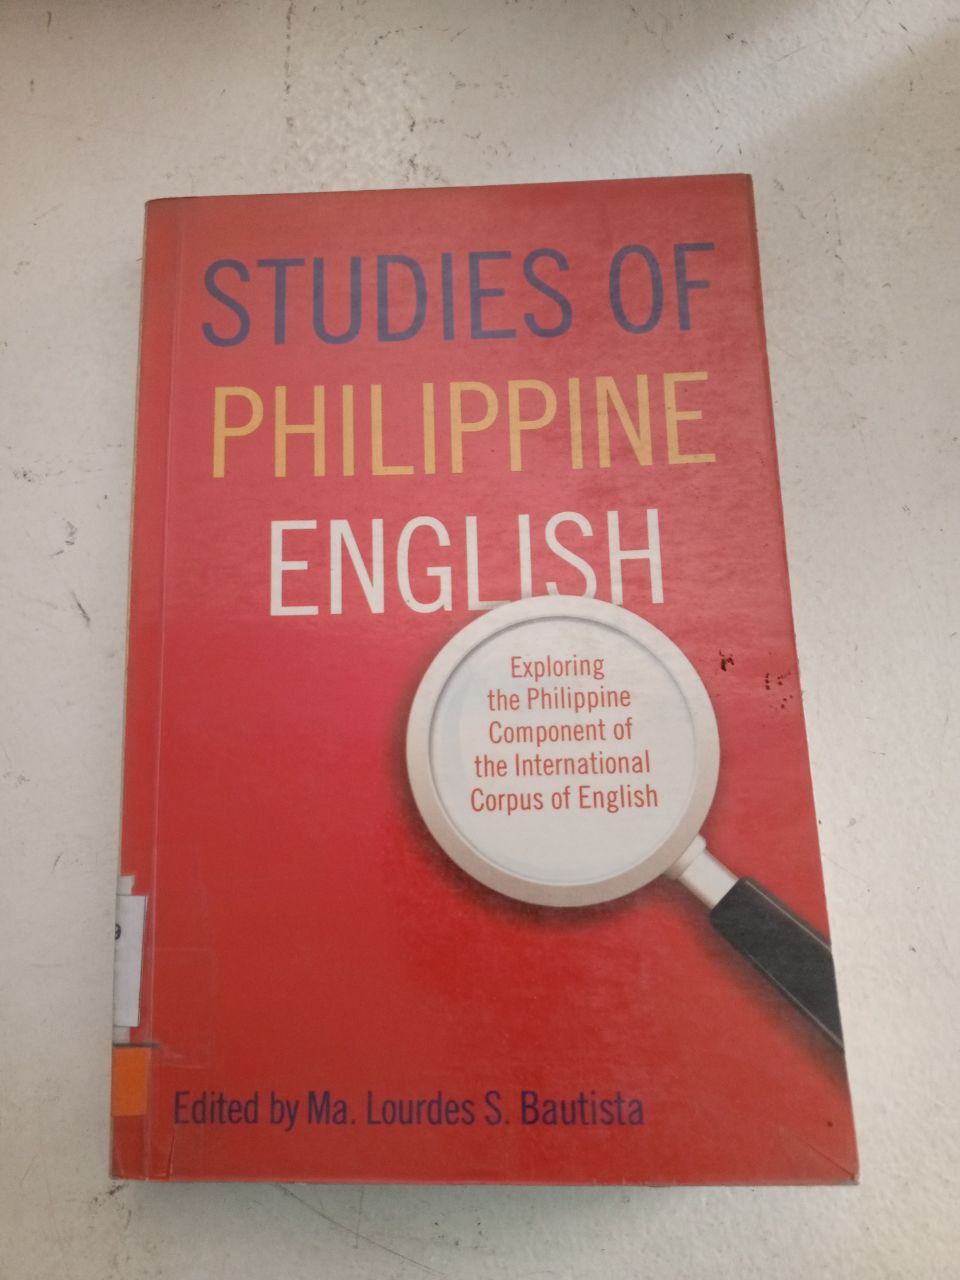 STUDIES OF
PHILIPPINE
ENGLISH
Exploring
the Philippine
Component of
the International
Corpus of English
9
Edited by Ma. Lourdes S. Bautista